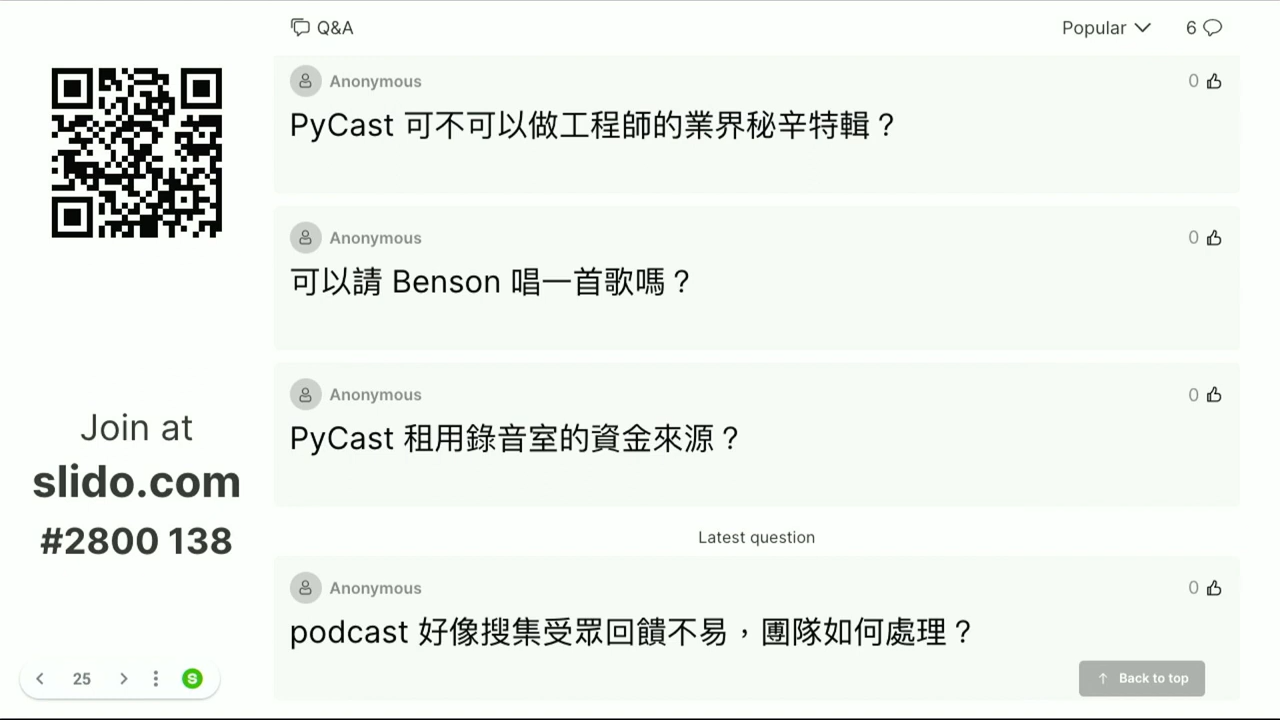 Q&A
Popular
6
Anonymous
0
PyCast 可不可以做工程師的業界秘辛特輯？
Anonymous
0
可以請 Benson 唱一首歌嗎？
Anonymous
0
PyCast 租用錄音室的資金來源？
Join at
slido.com
#2800 138
Latest question
Anonymous
0
podcast 好像搜集受眾回饋不易，團隊如何處理？
25
S
Back to top